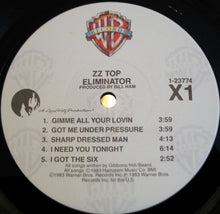 ZZ TOP
ELIMINATOR
PRODUCED BY BILL HAM
1-23774
X1
1. GIMME ALL YOUR LOVIN 3:59
2. GOT ME UNDER PRESSURE 3:59
3. SHARP DRESSED MAN 4:13
4. I NEED YOU TONIGHT 6:14
5. I GOT THE SIX 2:52
All songs written by Gibbons/Hill/Beard
All songs ©1983 Hamstein Music BMI
©1983 Warner Bros. Records Inc. ℗ 1983 Warner Bros.
Records Inc. for the U.S.